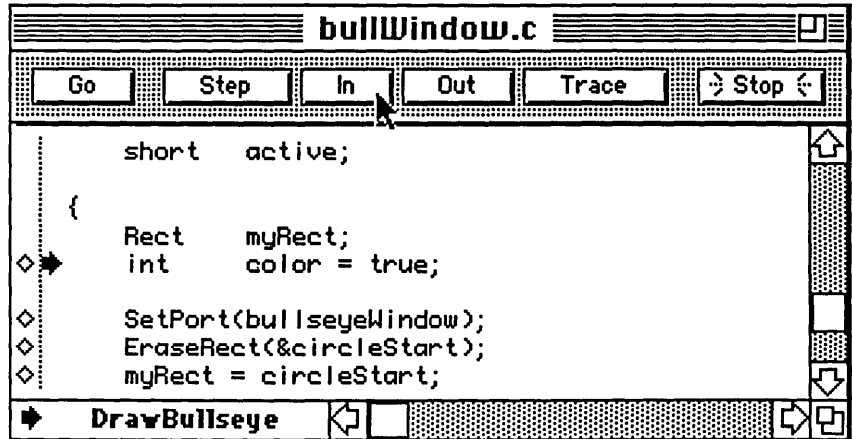 bullWindow.c
Go Step In Out Trace Stop
short active;
{
Rect myRect;
int color = true;
SetPort(bullseyeWindow);
EraseRect(&circleStart);
myRect = circleStart;
DrawBullseye